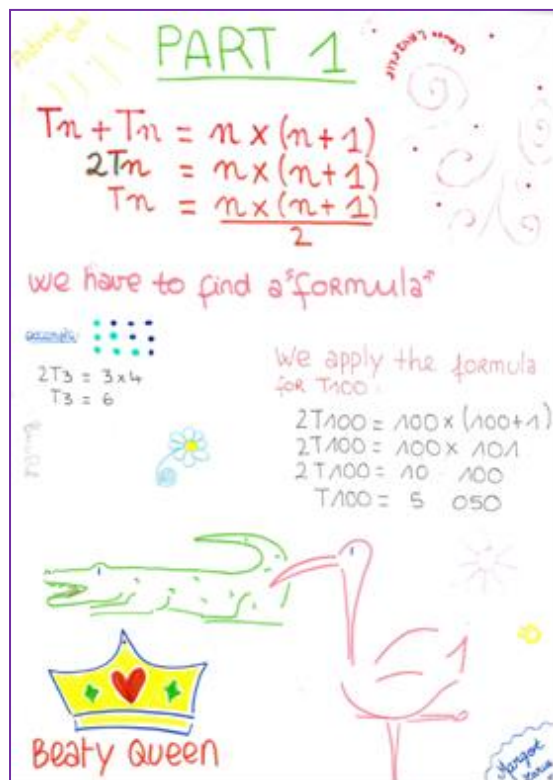 PART 1
Tn + Tn = n x (n + 1)
2Tn = n x (n + 1)
Tn = n x (n + 1)
2
We have to find a "formula"
example:
2T3 = 3x4
T3 = 6
We apply the formula
for T100:
2T100 = 100 x (100+1)
2T100 = 100 x 101
2T100 = 10 100
T100 = 5 050
Beaty Queen
Margot